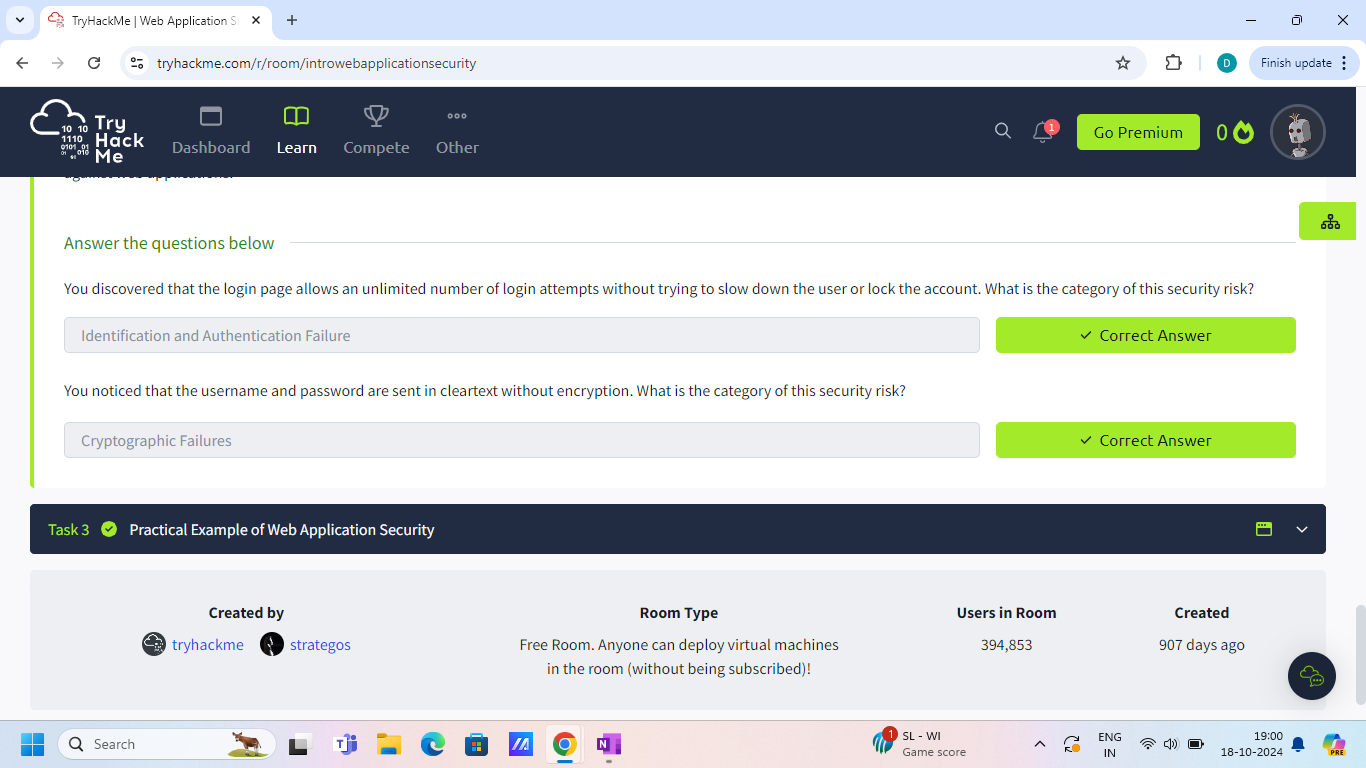 TryHackMe | Web Application S
tryhackme.com/r/room/introwebapplicationsecurity
D
Finish update
10 10
1110
0101 01
01 01
Try
Hack
Me
Dashboard
Learn
Compete
Other
1
Go Premium
0
against web applications.
Answer the questions below
You discovered that the login page allows an unlimited number of login attempts without trying to slow down the user or lock the account. What is the category of this security risk?
Identification and Authentication Failure
Correct Answer
You noticed that the username and password are sent in cleartext without encryption. What is the category of this security risk?
Cryptographic Failures
Correct Answer
Task 3
Practical Example of Web Application Security
Created by
tryhackme
strategos
Room Type
Free Room. Anyone can deploy virtual machines
in the room (without being subscribed)!
Users in Room
394,853
Created
907 days ago
Search
1
SL - WI
Game score
ENG
IN
19:00
18-10-2024
PRE